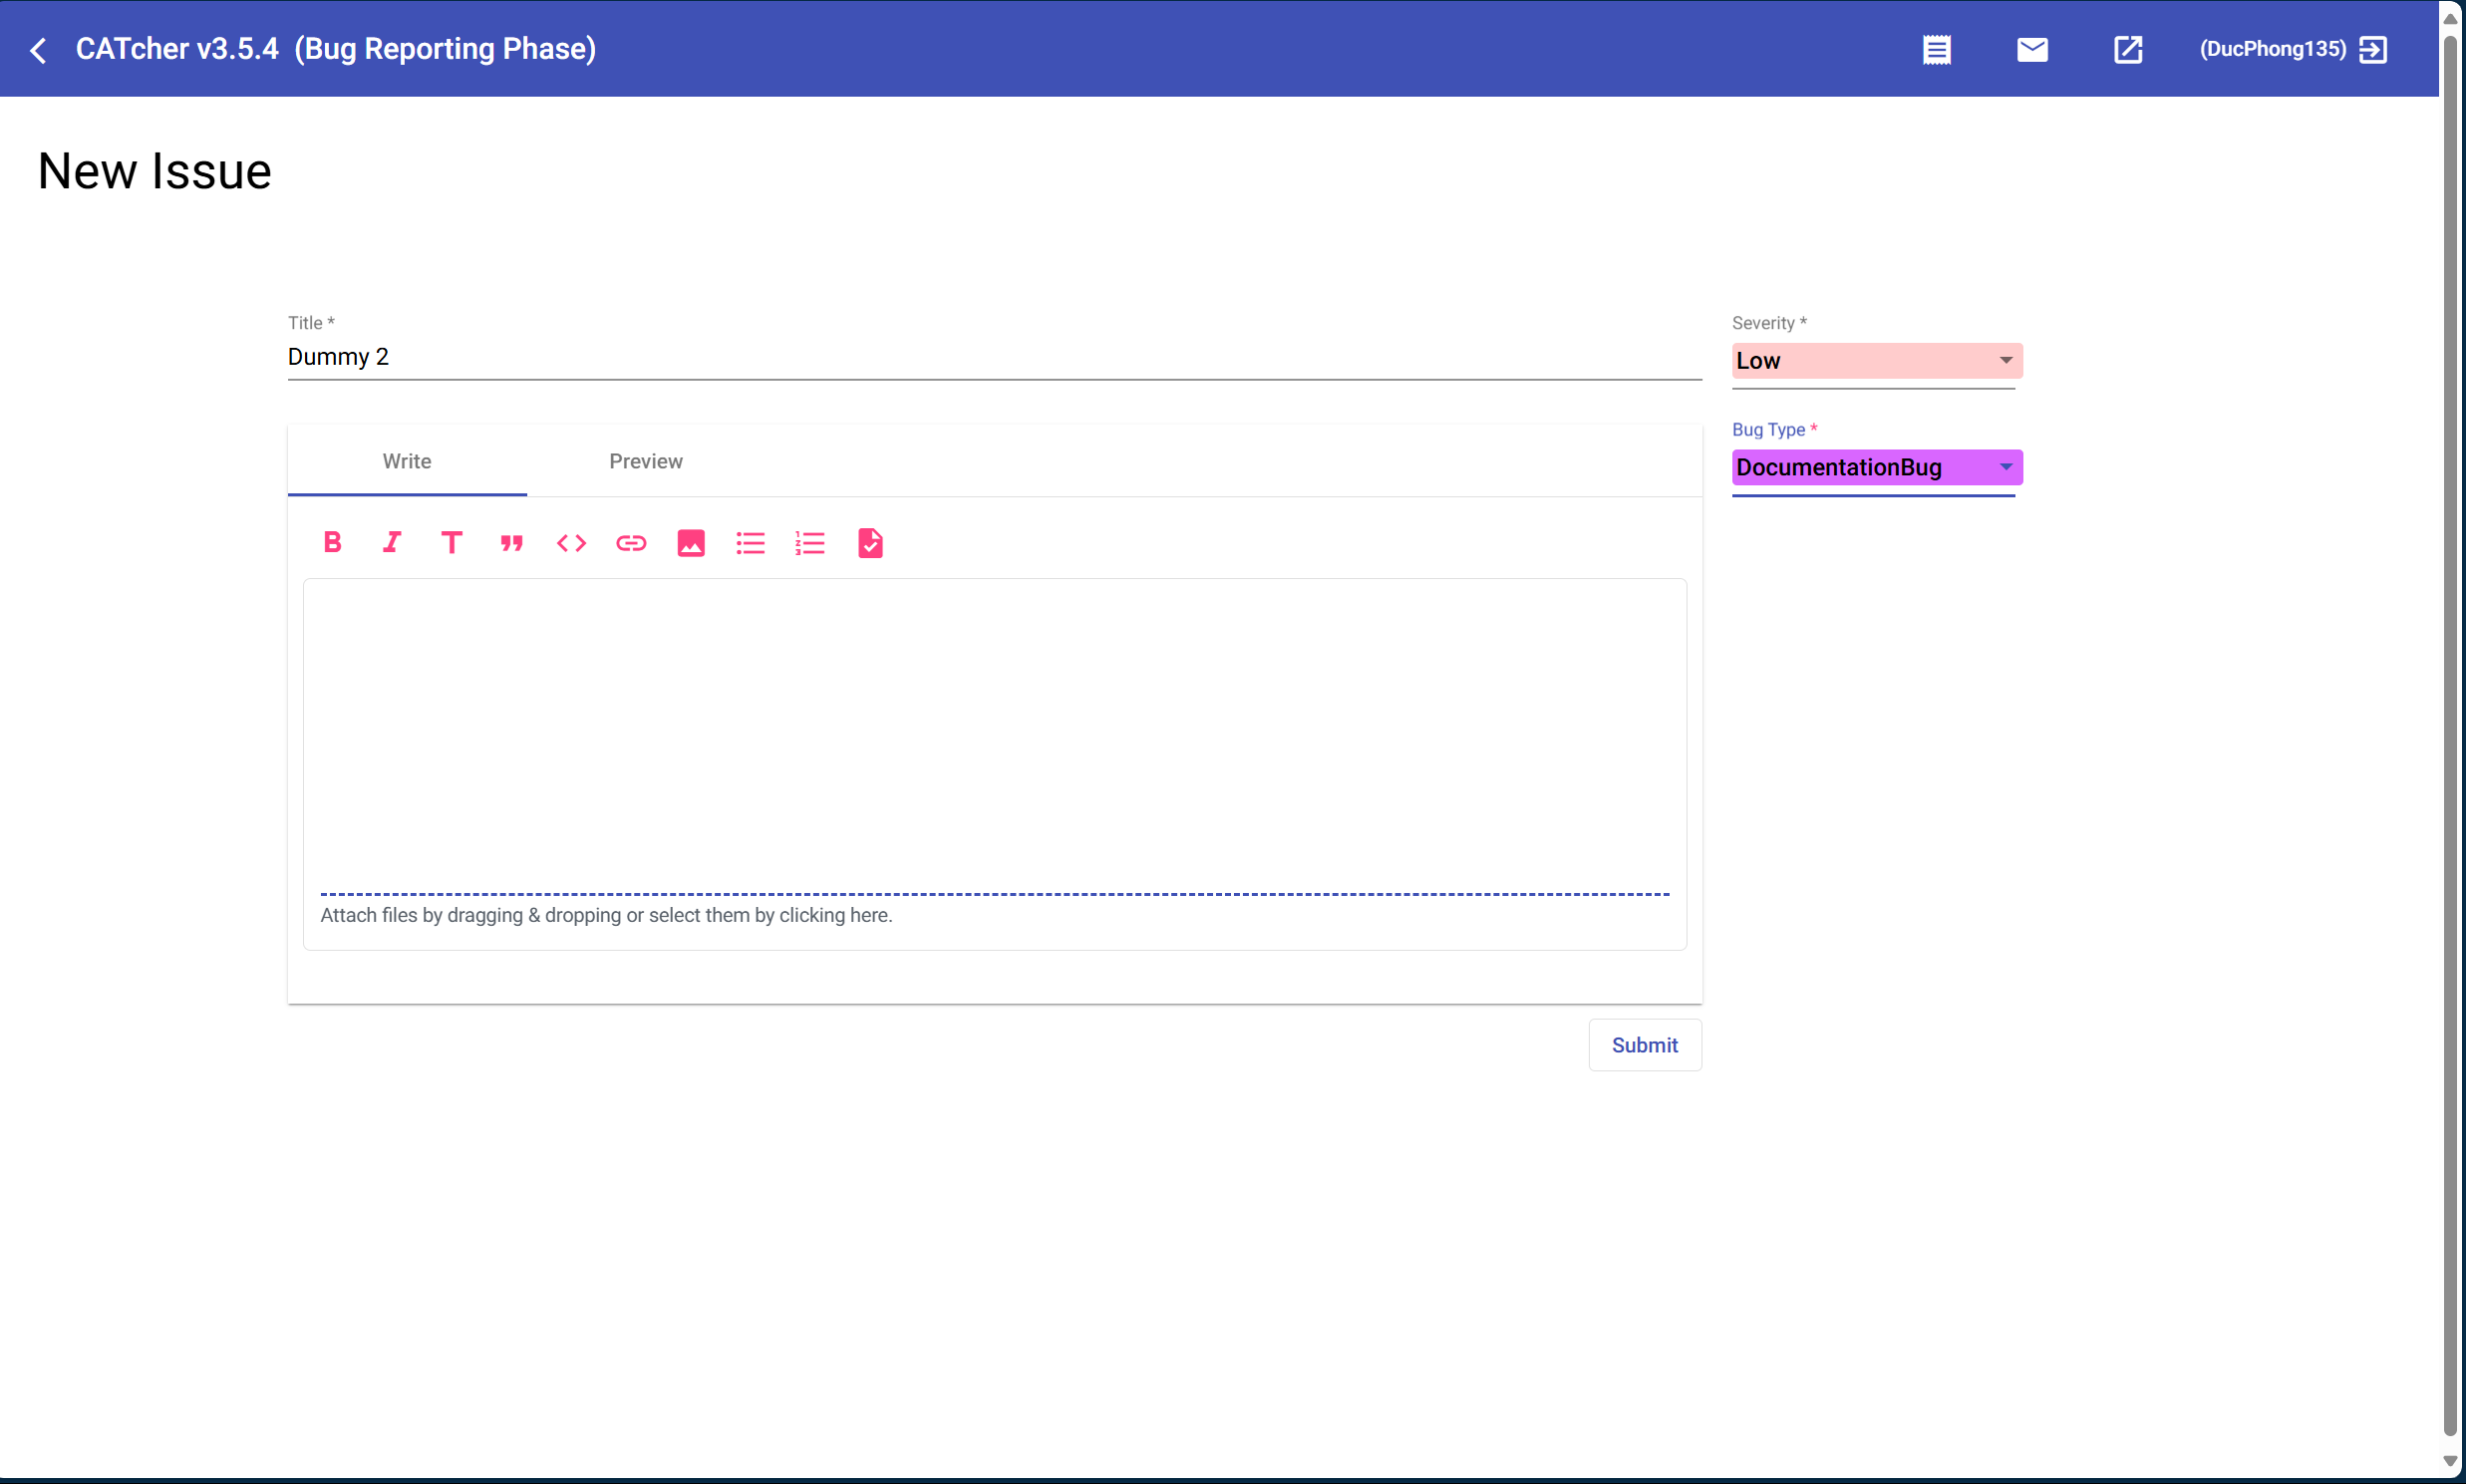 CATcher v3.5.4 (Bug Reporting Phase)
(DucPhong135)
New Issue
Title *
Dummy 2
Severity *
Low
Bug Type *
DocumentationBug
Write
Preview
Attach files by dragging & dropping or select them by clicking here.
Submit